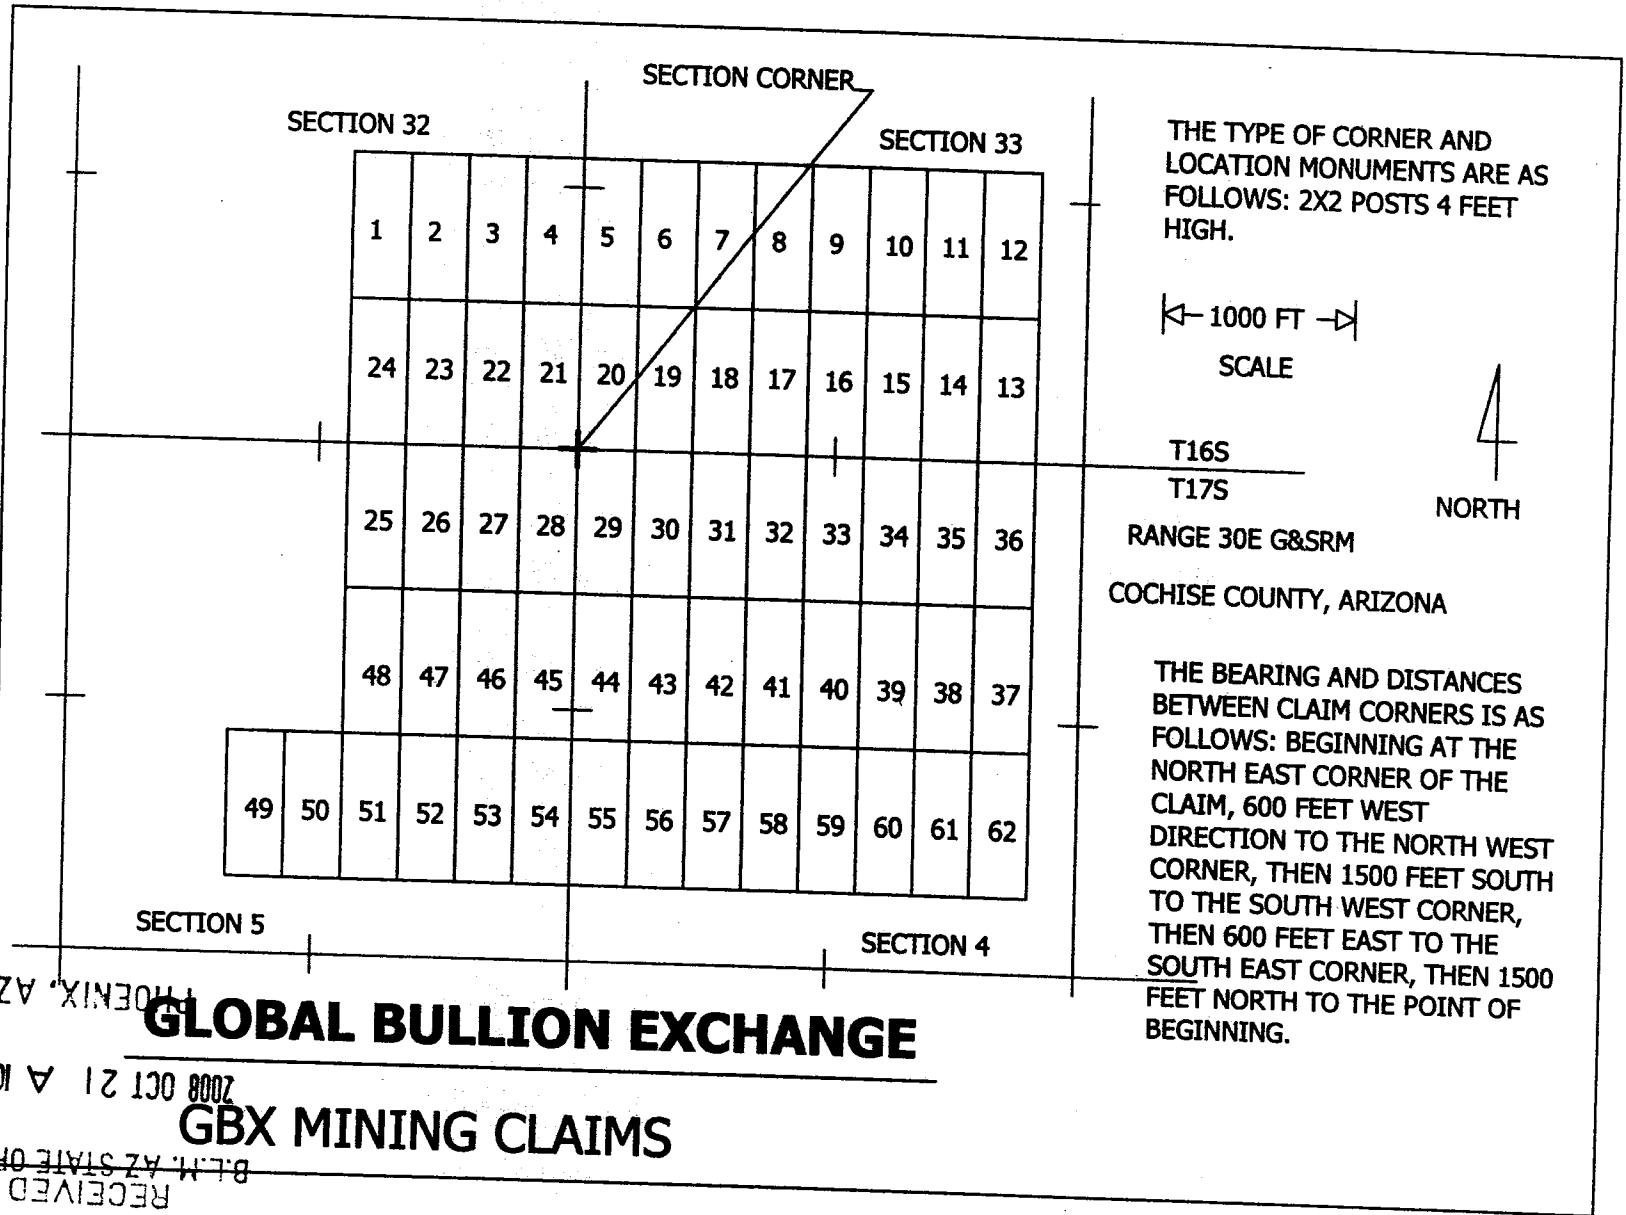 SECTION CORNER
SECTION 32
SECTION 33
1 2 3 4 5 6 7 8 9 10 11 12
24 23 22 21 20 19 18 17 16 15 14 13
25 26 27 28 29 30 31 32 33 34 35 36
48 47 46 45 44 43 42 41 40 39 38 37
49 50 51 52 53 54 55 56 57 58 59 60 61 62
SECTION 5
SECTION 4
THE TYPE OF CORNER AND
LOCATION MONUMENTS ARE AS
FOLLOWS: 2X2 POSTS 4 FEET
HIGH.
1000 FT
SCALE
T16S
T17S
NORTH
RANGE 30E G&SRM
COCHISE COUNTY, ARIZONA
THE BEARING AND DISTANCES
BETWEEN CLAIM CORNERS IS AS
FOLLOWS: BEGINNING AT THE
NORTH EAST CORNER OF THE
CLAIM, 600 FEET WEST
DIRECTION TO THE NORTH WEST
CORNER, THEN 1500 FEET SOUTH
TO THE SOUTH WEST CORNER,
THEN 600 FEET EAST TO THE
SOUTH EAST CORNER, THEN 1500
FEET NORTH TO THE POINT OF
BEGINNING.
GLOBAL BULLION EXCHANGE
GBX MINING CLAIMS
RECEIVED
B.L.M. AZ STATE
2008 OCT 21 A
PHOENIX, AZ